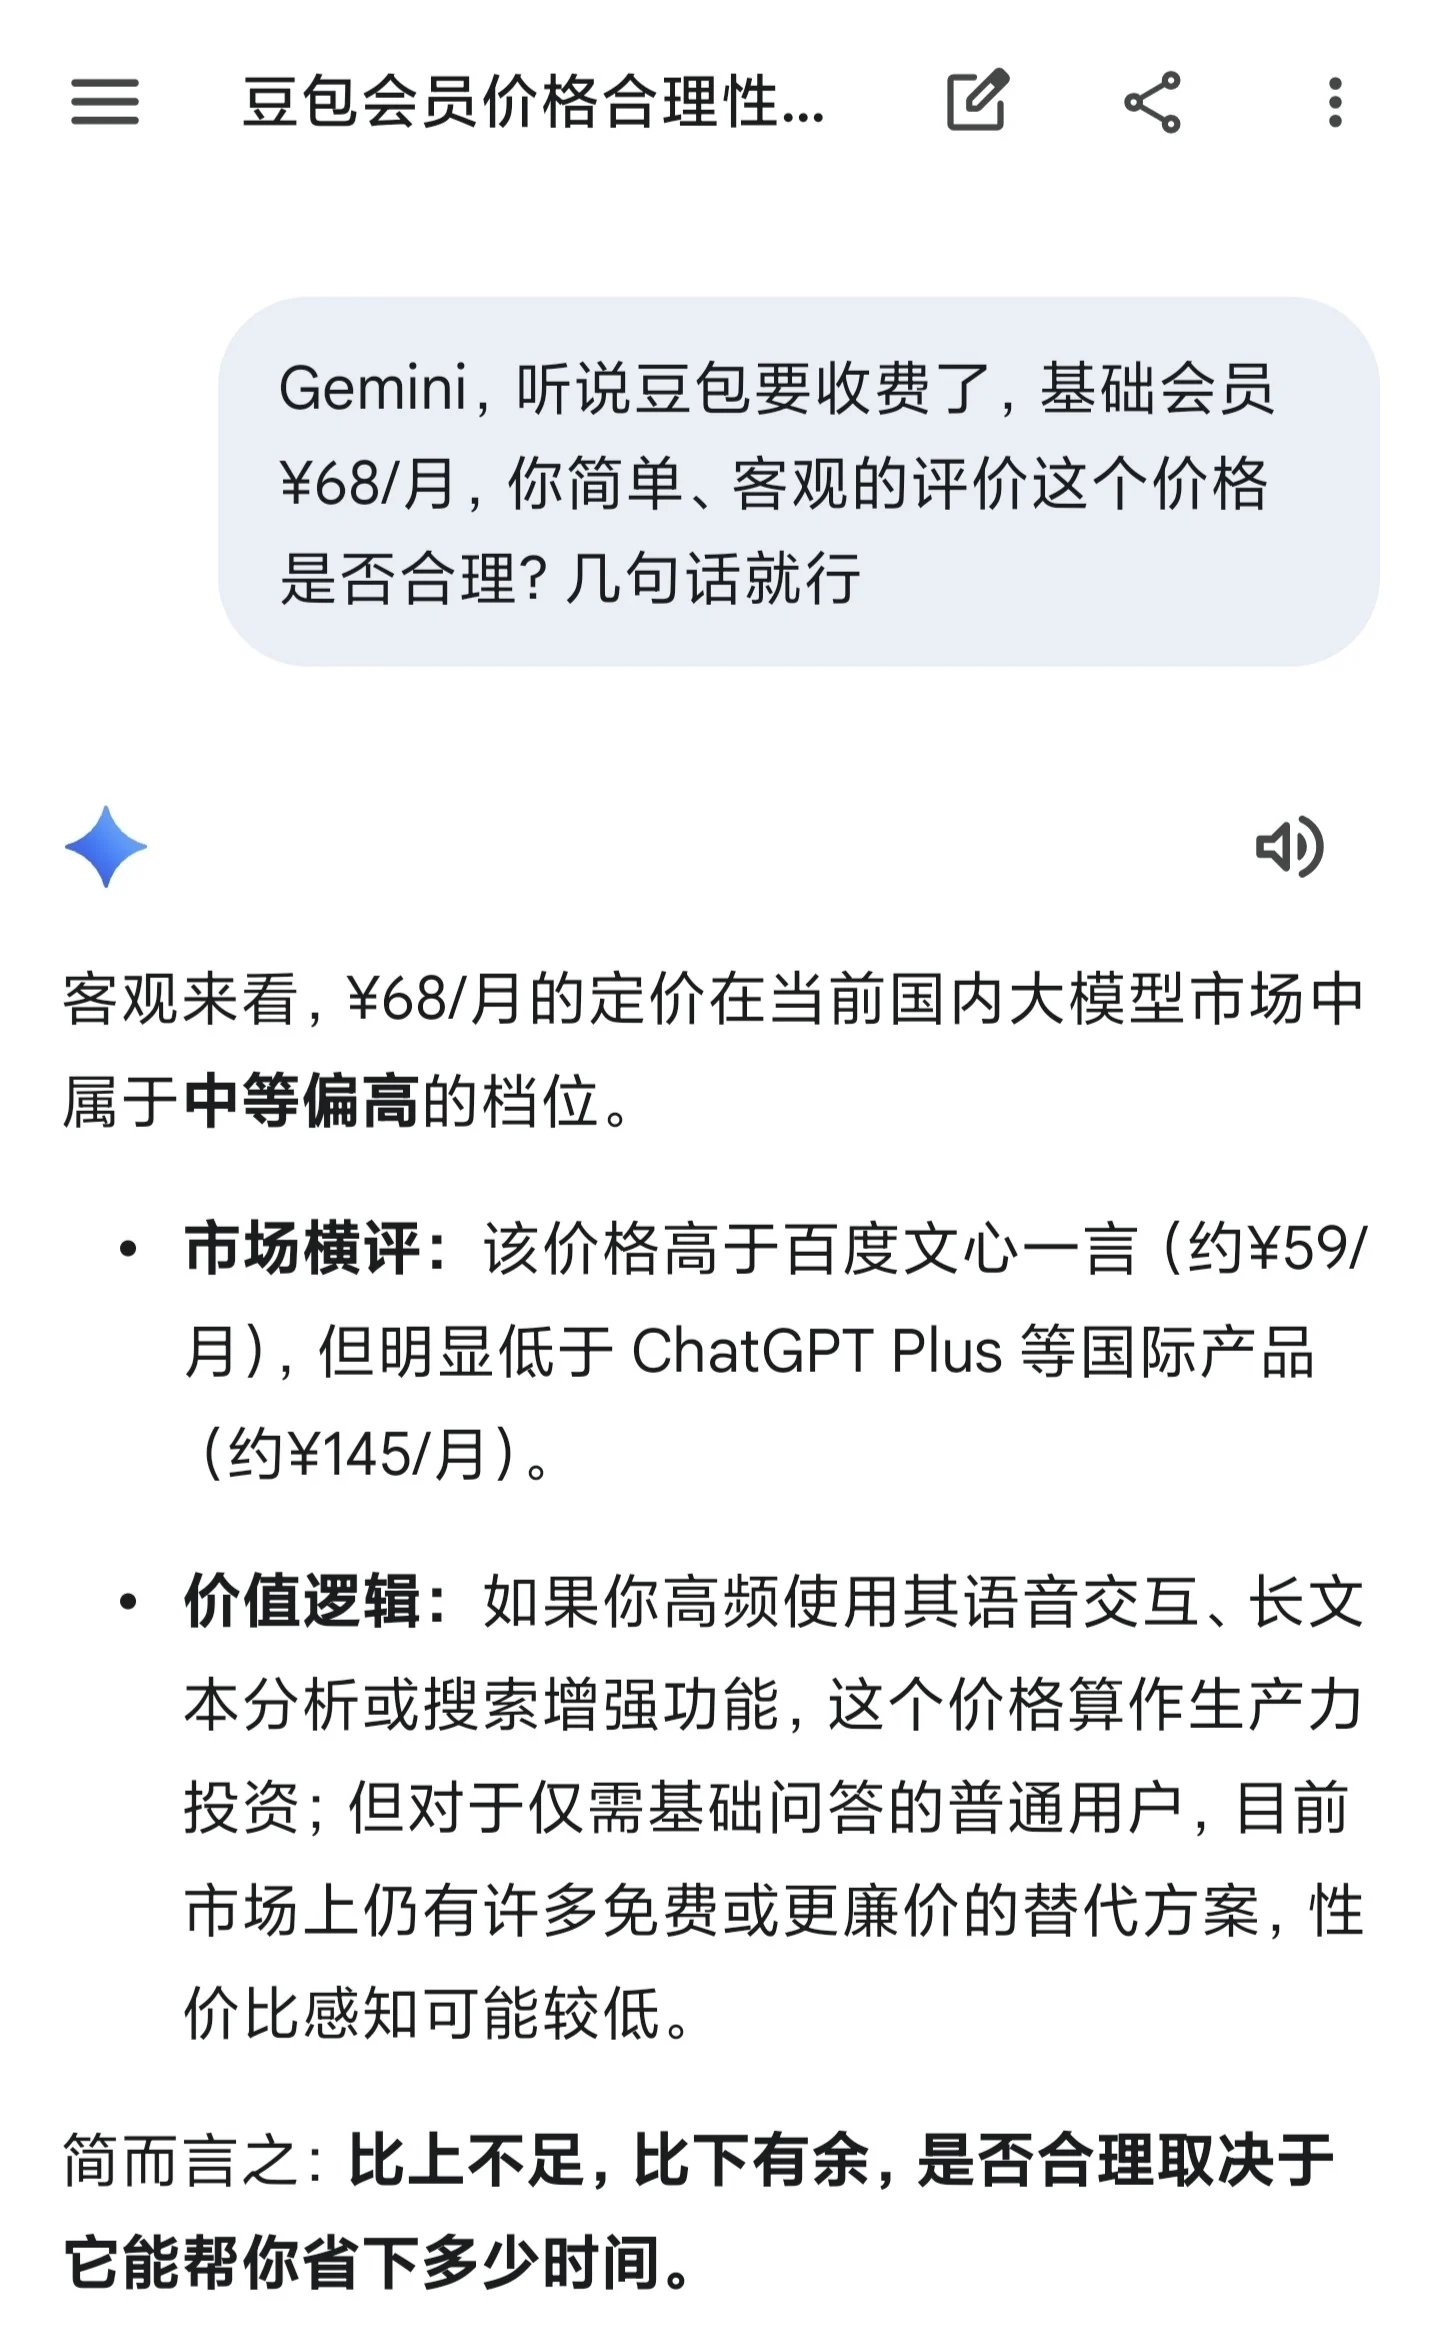 豆包会员价格合理性...
Gemini，听说豆包要收费了，基础会员
¥68/月，你简单、客观的评价这个价格
是否合理？几句话就行
客观来看，¥68/月的定价在当前国内大模型市场中
属于中等偏高的档位。
• 市场横评：该价格高于百度文心一言（约¥59/
月），但明显低于 ChatGPT Plus 等国际产品
（约¥145/月）。
• 价值逻辑：如果你高频使用其语音交互、长文
本分析或搜索增强功能，这个价格算作生产力
投资；但对于仅需基础问答的普通用户，目前
市场上仍有许多免费或更廉价的替代方案，性
价比感知可能较低。
简而言之：比上不足，比下有余，是否合理取决于
它能帮你省下多少时间。